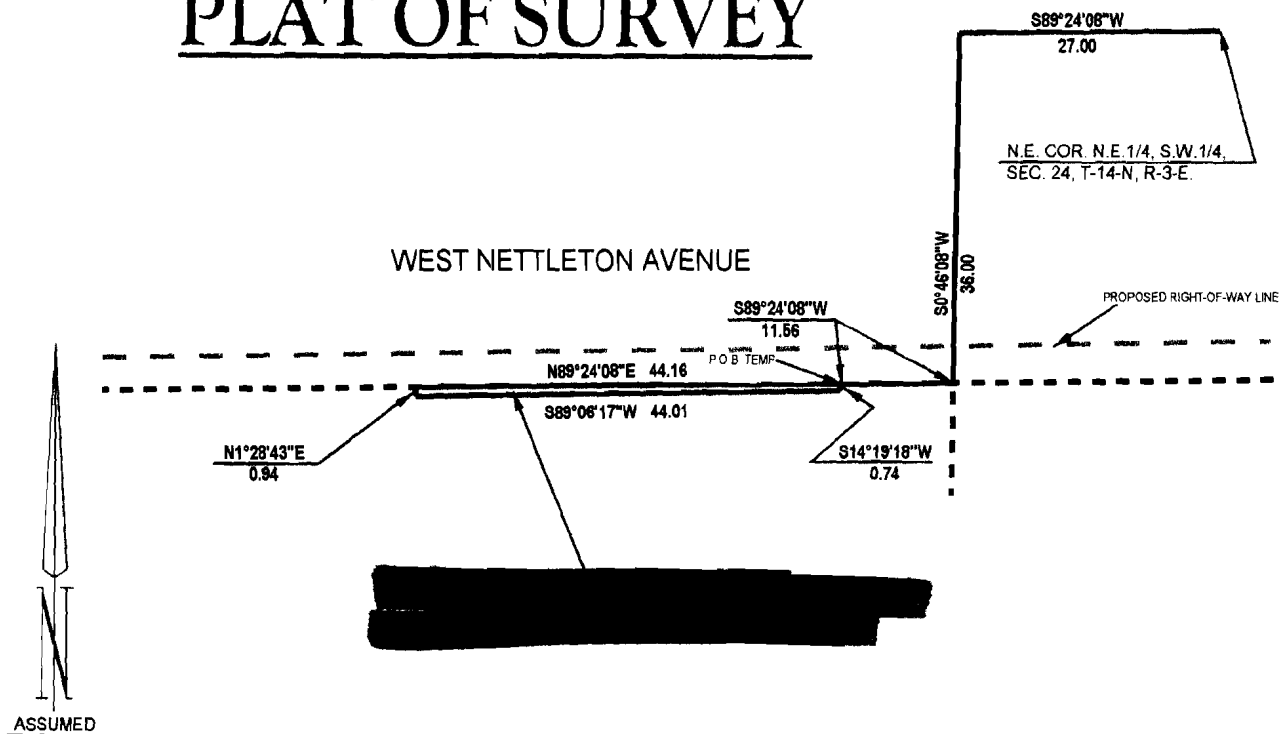 PLAT OF SURVEY
S89°24'08"W
27.00
N.E. COR. N.E.1/4, S.W.1/4,
SEC. 24, T-14-N, R-3-E.
S0°46'08"W
36.00
WEST NETTLETON AVENUE
PROPOSED RIGHT-OF-WAY LINE
S89°24'08"W
11.56
P O B TEMP
N89°24'08"E 44.16
S89°06'17"W 44.01
N1°28'43"E
0.94
S14°19'18"W
0.74
N
ASSUMED